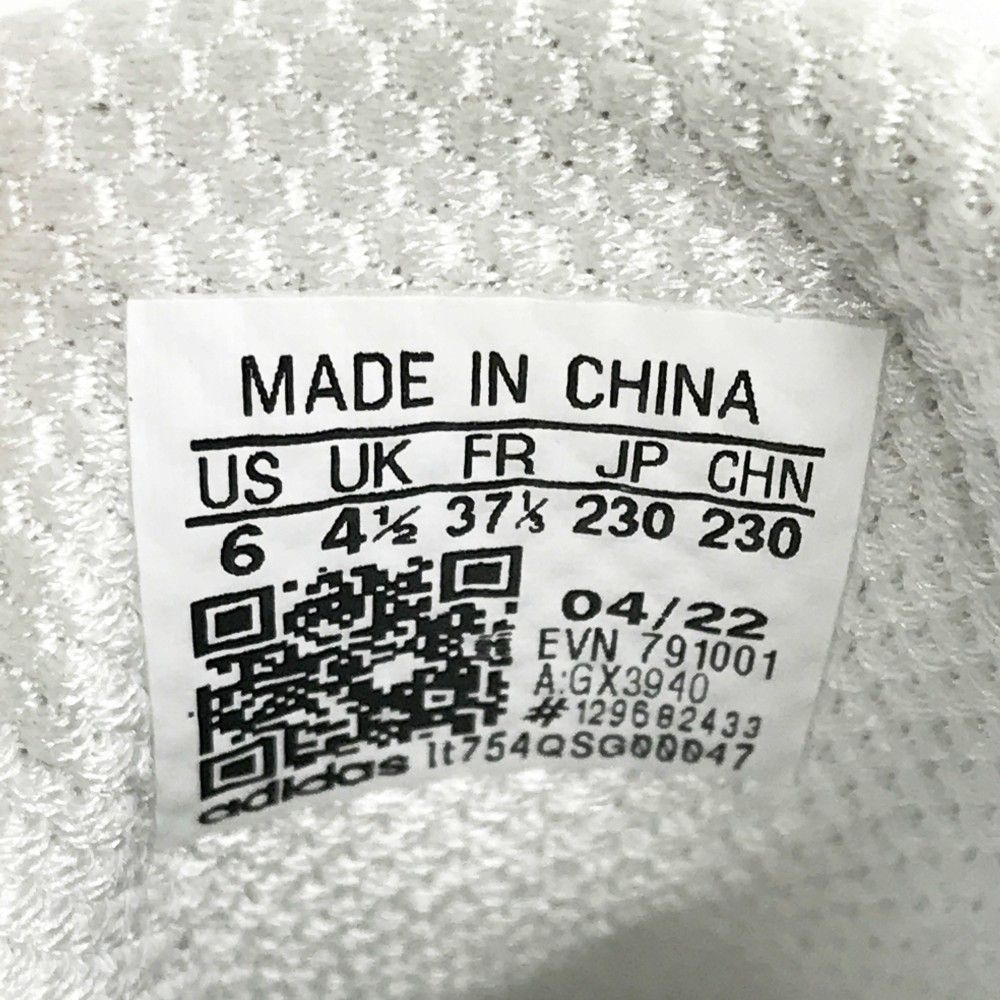 MADE IN CHINA
US UK FR JP CHN
6 4½ 37⅓ 230 230
04/22
EVN 791001
A:GX3940
#129682433
adidas 1t754QSG00047